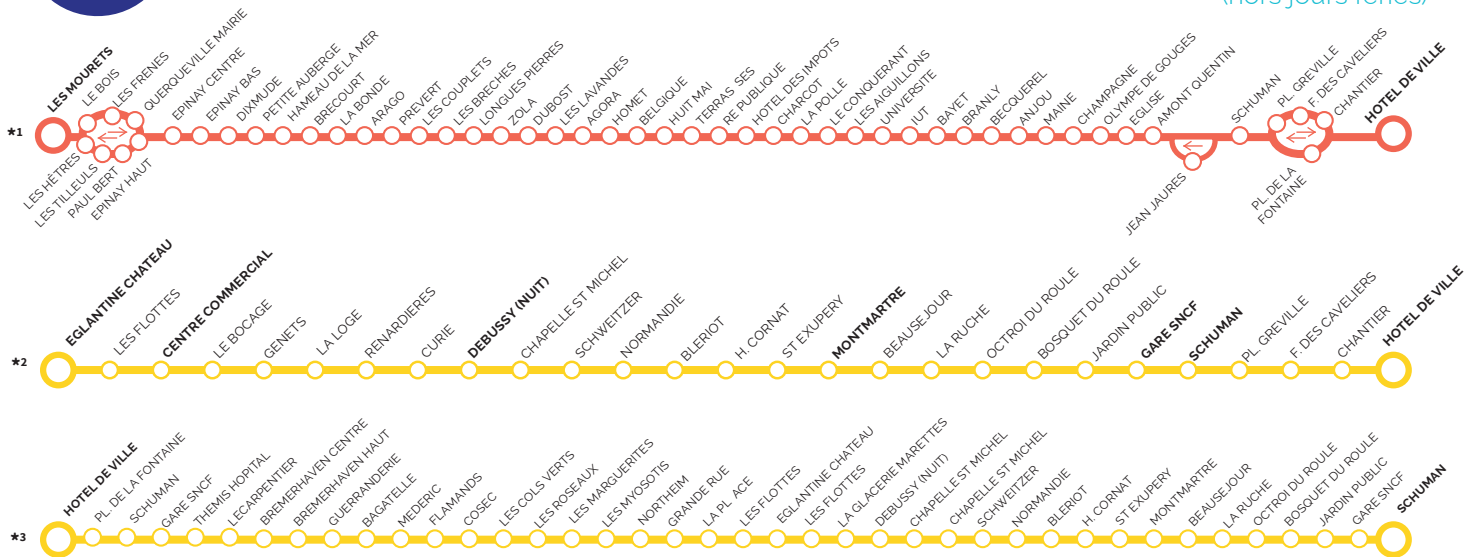 (hors jours fériés)
*1
LES MOURETS
LE BOIS
LES FRENES
QUERQUEVILLE MAIRIE
EPINAY CENTRE
EPINAY BAS
DIXMUDE
PETITE AUBERGE
HAMEAU DE LA MER
BRECOURT
LA BONDE
ARAGO
PREVERT
LES COUPLETS
LES BRECHES
LONGUES PIERRES
ZOLA
DUBOST
LES LAVANDES
AGORA
HOMET
BELGIQUE
HUIT MAI
TERRAS SES
RE PUBLIQUE
HOTEL DES IMPOTS
CHARCOT
LA POLLE
LE CONQUERANT
LES AIGUILLONS
UNIVERSITE
IUT
BAYET
BRANLY
BECQUEREL
ANJOU
MAINE
CHAMPAGNE
OLYMPE DE GOUGES
EGLISE
AMONT QUENTIN
SCHUMAN
PL. GREVILLE
F. DES CAVELIERS
CHANTIER
HOTEL DE VILLE
LES HÊTRES
LES TILLEULS
PAUL BERT
EPINAY HAUT
JEAN JAURES
PL. DE LA
FONTAINE
*2
EGLANTINE CHATEAU
LES FLOTTES
CENTRE COMMERCIAL
LE BOCAGE
GENETS
LA LOGE
RENARDIERES
CURIE
DEBUSSY (NUIT)
CHAPELLE ST MICHEL
SCHWEITZER
NORMANDIE
BLERIOT
H. CORNAT
ST EXUPERY
MONTMARTRE
BEAUSEJOUR
LA RUCHE
OCTROI DU ROULE
BOSQUET DU ROULE
JARDIN PUBLIC
GARE SNCF
SCHUMAN
PL. GREVILLE
F. DES CAVELIERS
CHANTIER
HOTEL DE VILLE
*3
HOTEL DE VILLE
PL. DE LA FONTAINE
SCHUMAN
GARE SNCF
THEMIS HOPITAL
LECARPENTIER
BREMERHAVEN CENTRE
BREMERHAVEN HAUT
GUERRANDERIE
BAGATELLE
MEDERIC
FLAMANDS
COSEC
LES COLS VERTS
LES ROSEAUX
LES MARGUERITES
LES MYOSOTIS
NORTHEIM
GRANDE RUE
LA PL ACE
LES FLOTTES
EGLANTINE CHATEAU
LES FLOTTES
LA GLACERIE MARETTES
DEBUSSY (NUIT)
CHAPELLE ST MICHEL
CHAPELLE ST MICHEL
SCHWEITZER
NORMANDIE
BLERIOT
H. CORNAT
ST EXUPERY
MONTMARTRE
BEAUSEJOUR
LA RUCHE
OCTROI DU ROULE
BOSQUET DU ROULE
JARDIN PUBLIC
GARE SNCF
SCHUMAN